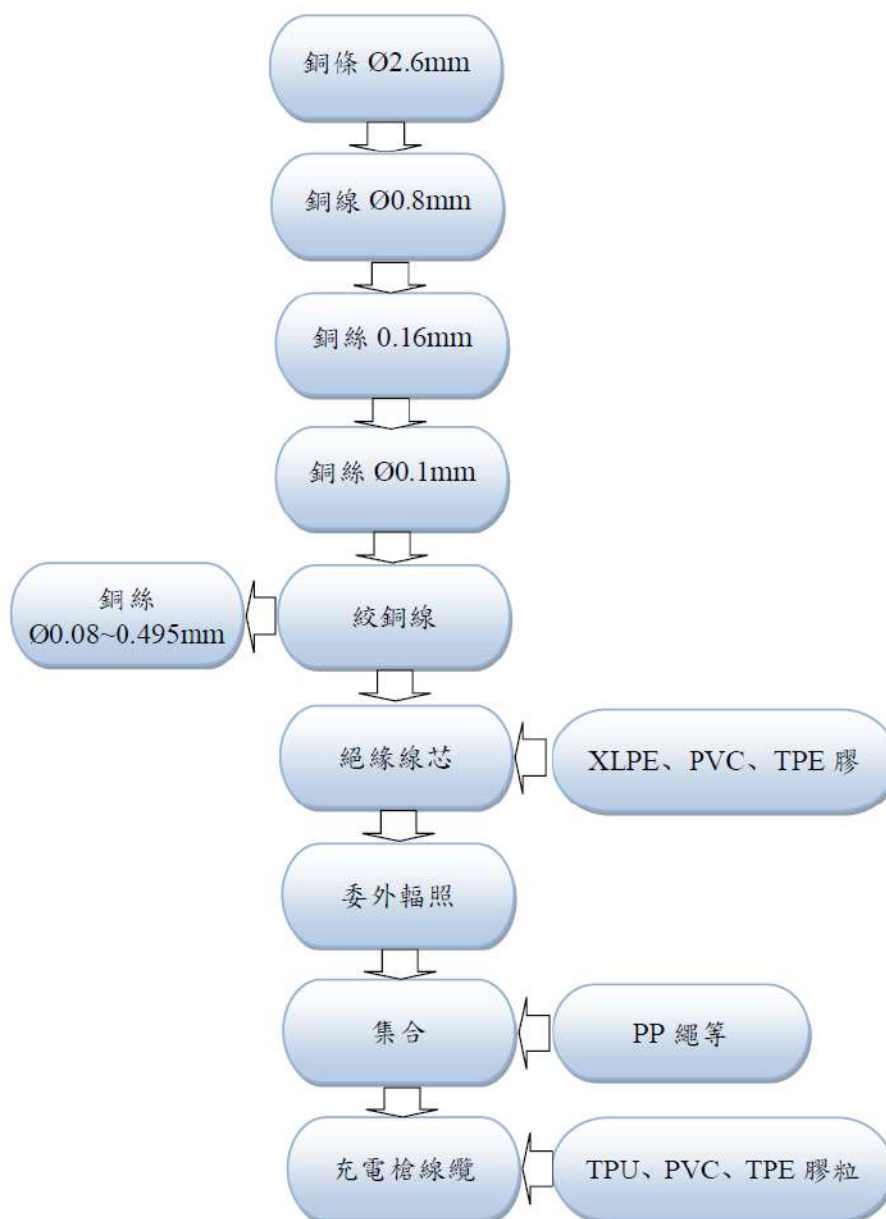 銅條 Ø2.6mm
銅線 Ø0.8mm
銅絲 0.16mm
銅絲 Ø0.1mm
銅絲
Ø0.08~0.495mm
絞銅線
絕緣線芯
XLPE、PVC、TPE 膠
委外輻照
集合
PP 繩等
充電槍線纜
TPU、PVC、TPE 膠粒